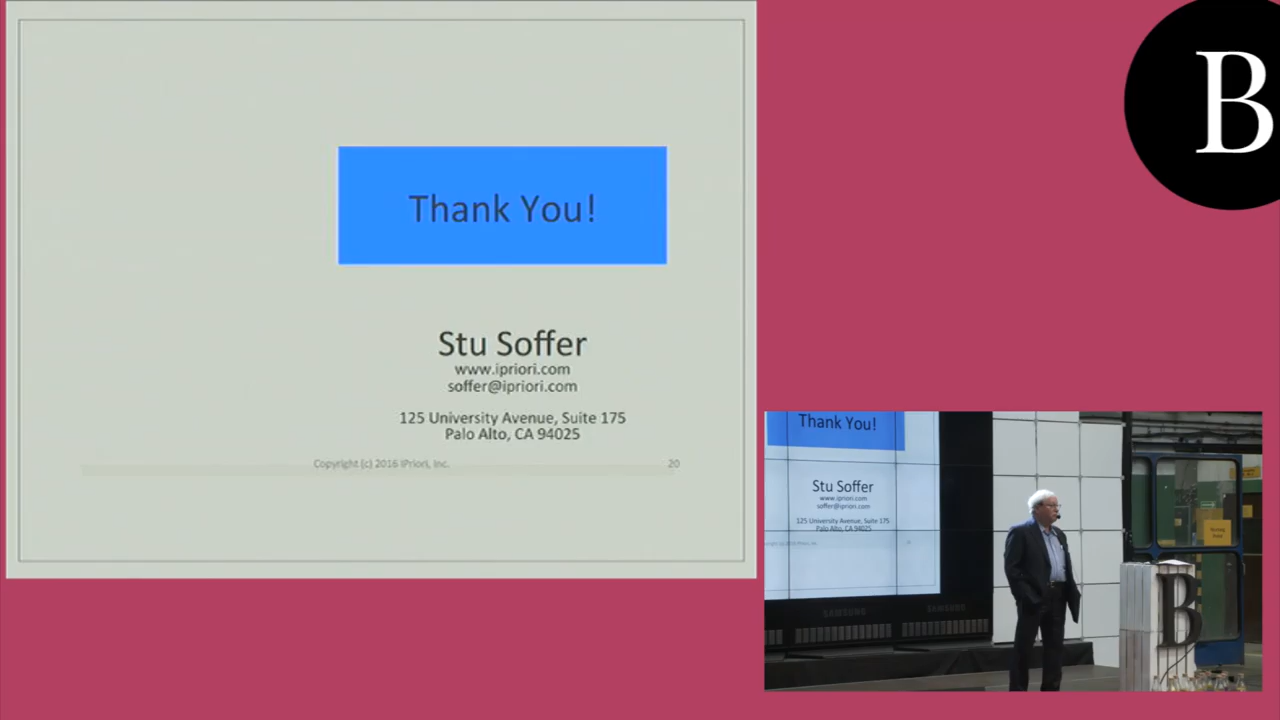 Thank You!
Stu Soffer
www.ipriori.com
soffer@ipriori.com
125 University Avenue, Suite 175
Palo Alto, CA 94025
Copyright (c) 2016 IPriori, Inc.
20
B
Thank You!
Stu Soffer
www.ipriori.com
soffer@ipriori.com
125 University Avenue, Suite 175
Palo Alto, CA 94025
SAMSUNG
SAMSUNG
B